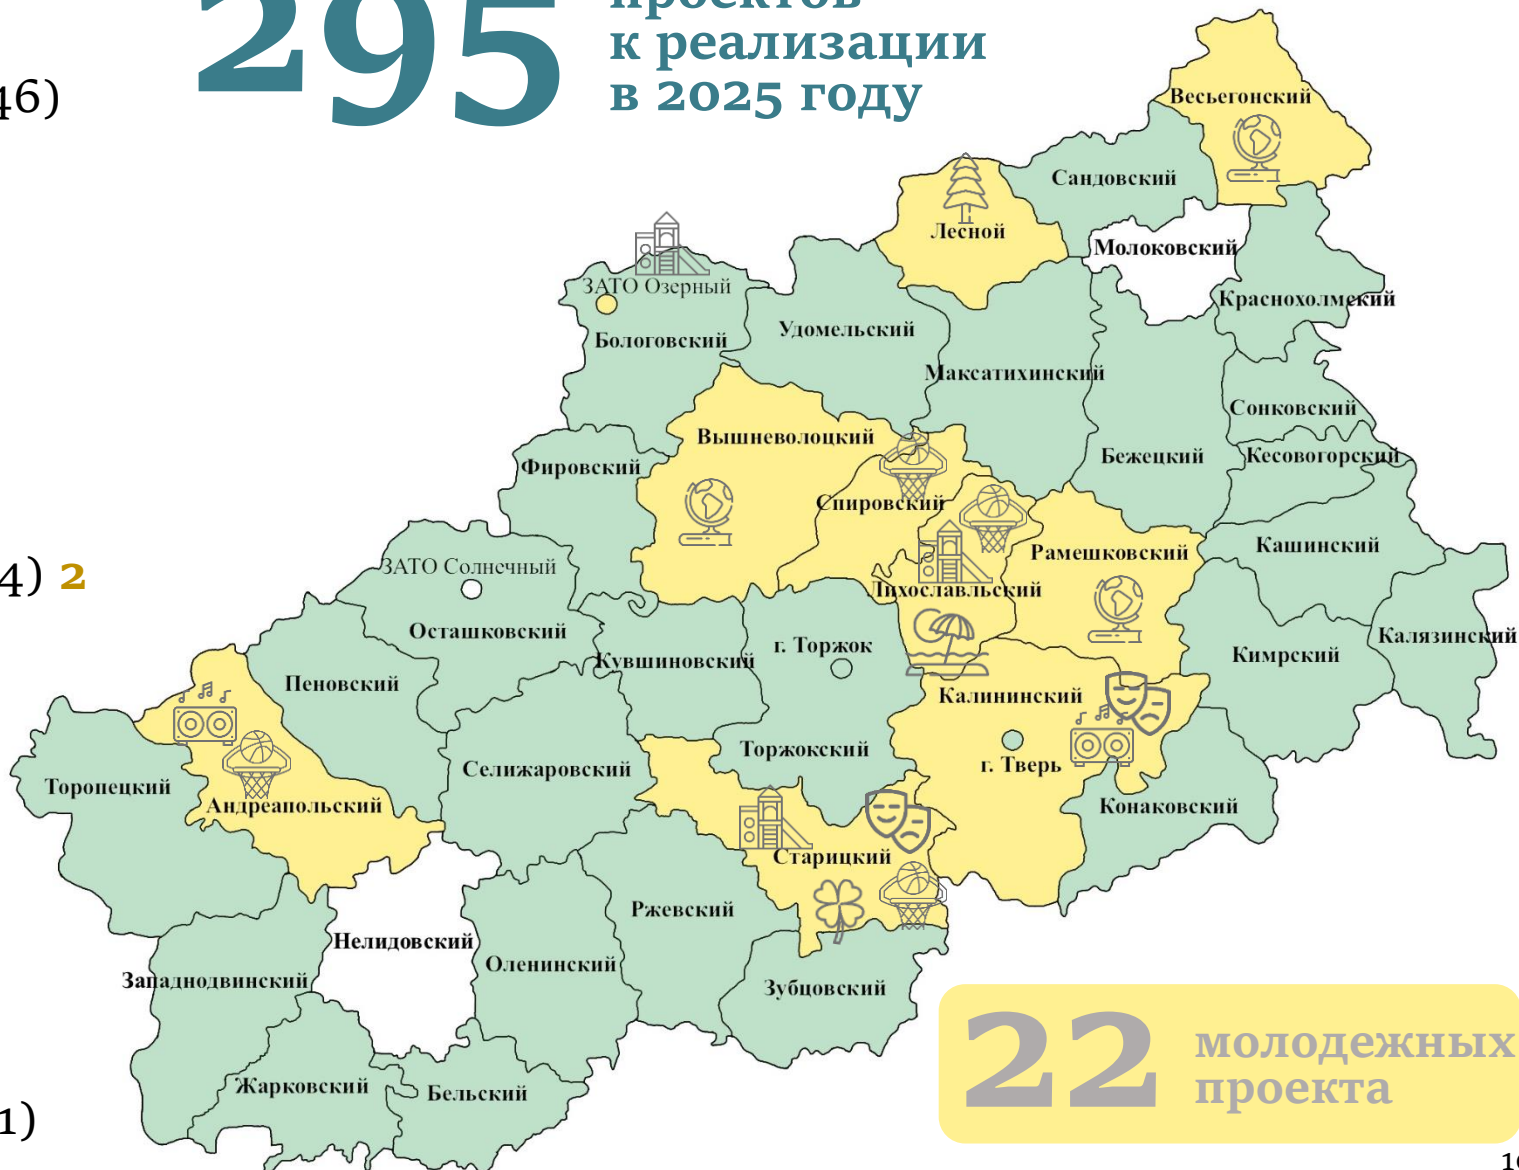 295
проектов
к реализации
в 2025 году
46)
4) 2
1)
Весьегонский
Сандовский
Лесной
Молоковский
ЗАТО Озерный
Краснохолмский
Удомельский
Бологовский
Максатихинский
Сонковский
Вышневолоцкий
Бежецкий
Кесовогорский
Фировский
Спировский
Кашинский
Рамешковский
ЗАТО Солнечный
Лихославльский
Осташковский
Калязинский
г. Торжок
Кимрский
Кувшиновский
Пеновский
Калининский
Торжокский
г. Тверь
Селижаровский
Торопецкий
Андреапольский
Конаковский
Старицкий
Ржевский
Нелидовский
Оленинский
Западнодвинский
Зубцовский
Жарковский
Бельский
22
молодежных
проекта